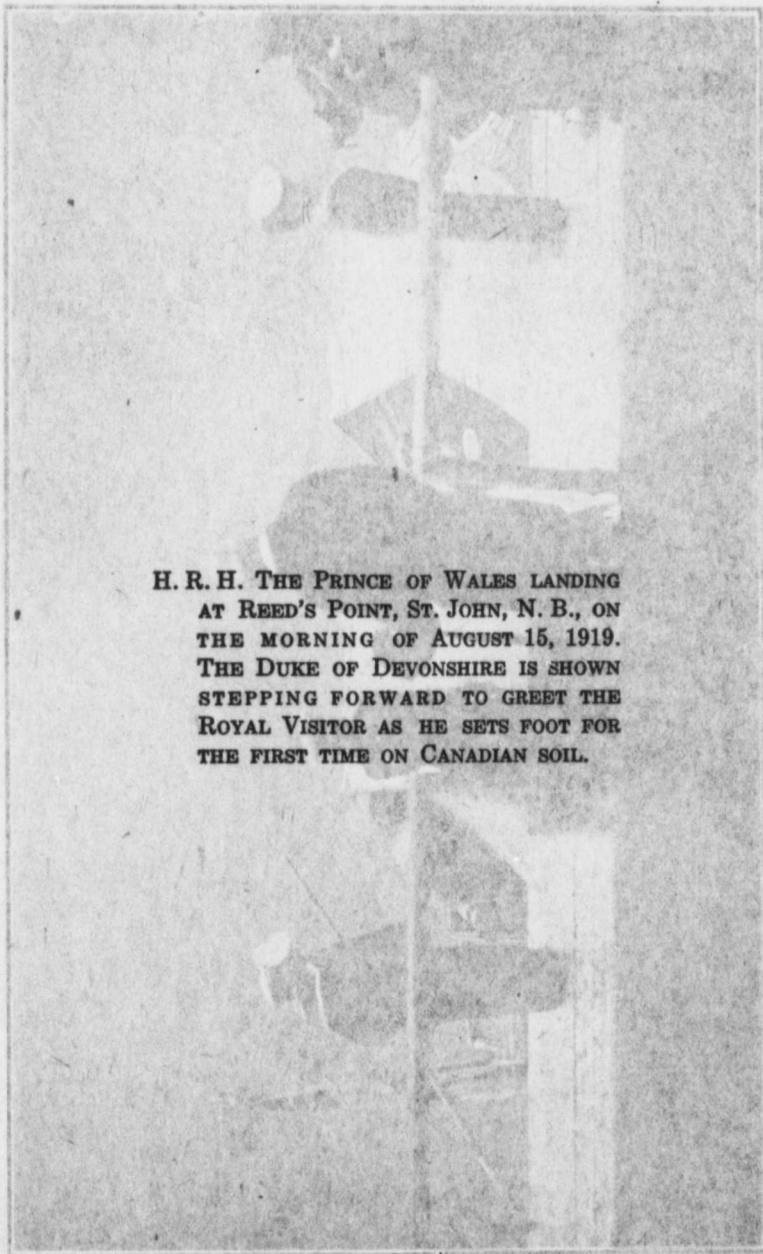 H. R. H. The Prince of Wales landing
at Reed's Point, St. John, N. B., on
the morning of August 15, 1919.
The Duke of Devonshire is shown
stepping forward to greet the
Royal Visitor as he sets foot for
the first time on Canadian soil.